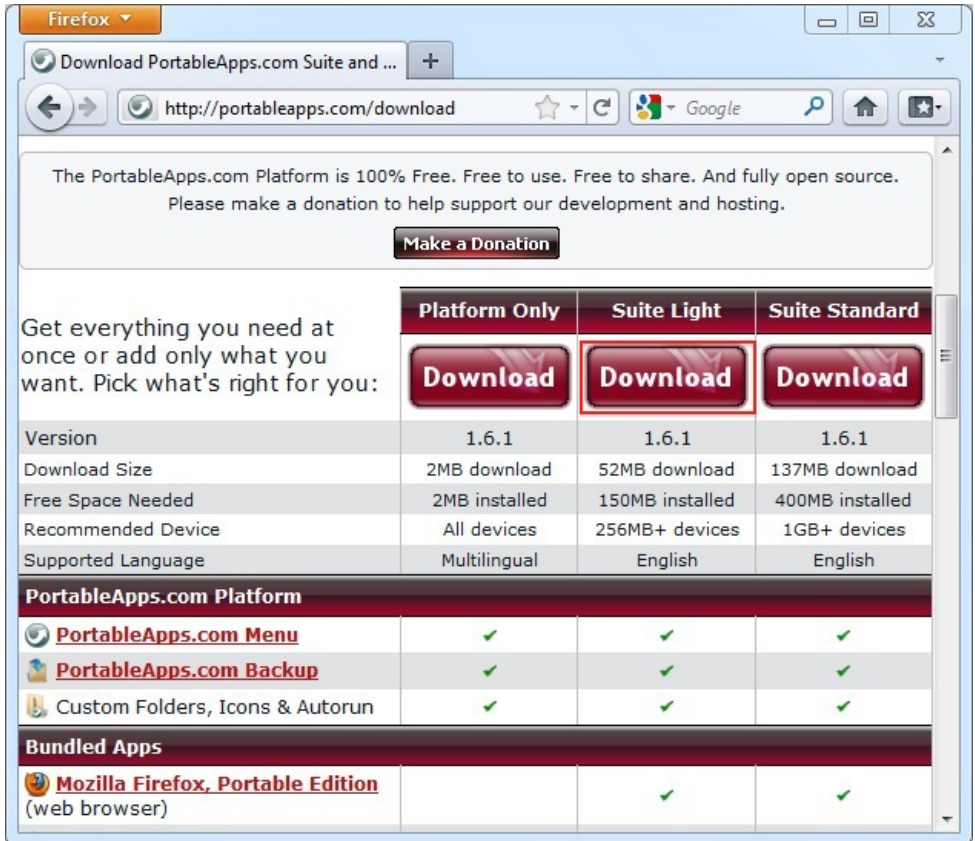 Firefox
Download PortableApps.com Suite and ...
http://portableapps.com/download
Google
The PortableApps.com Platform is 100% Free. Free to use. Free to share. And fully open source.
Please make a donation to help support our development and hosting.
Make a Donation
Get everything you need at
once or add only what you
want. Pick what's right for you:
Platform Only Suite Light Suite Standard
Download Download Download
Version 1.6.1 1.6.1 1.6.1
Download Size 2MB download 52MB download 137MB download
Free Space Needed 2MB installed 150MB installed 400MB installed
Recommended Device All devices 256MB+ devices 1GB+ devices
Supported Language Multilingual English English
PortableApps.com Platform
PortableApps.com Menu ✔ ✔ ✔
PortableApps.com Backup ✔ ✔ ✔
Custom Folders, Icons & Autorun ✔ ✔ ✔
Bundled Apps
Mozilla Firefox, Portable Edition ✔ ✔
(web browser)